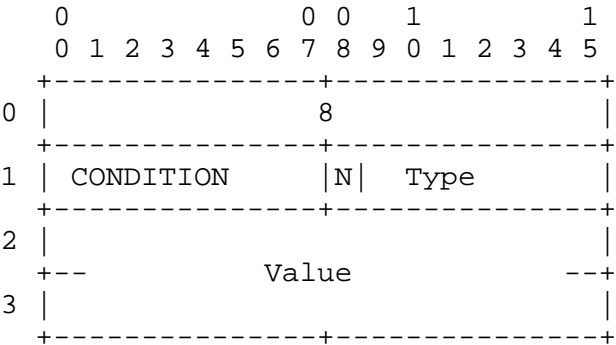 0             0 0   1         1
    0 1 2 3 4 5 6 7 8 9 0 1 2 3 4 5
   +---------------+---------------+
0  |               8               |
   +---------------+---------------+
1  | CONDITION     |N|  Type       |
   +---------------+---------------+
2  |                               |
   +--          Value            --+
3  |                               |
   +---------------+---------------+